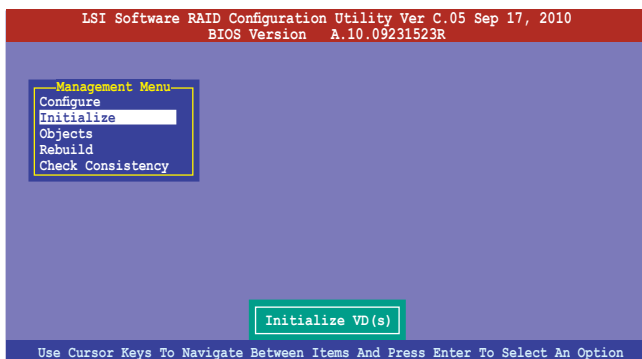 LSI Software RAID Configuration Utility Ver C.05 Sep 17, 2010
BIOS Version A.10.09231523R
Management Menu
Configure
Initialize
Objects
Rebuild
Check Consistency
Initialize VD(s)
Use Cursor Keys To Navigate Between Items And Press Enter To Select An Option